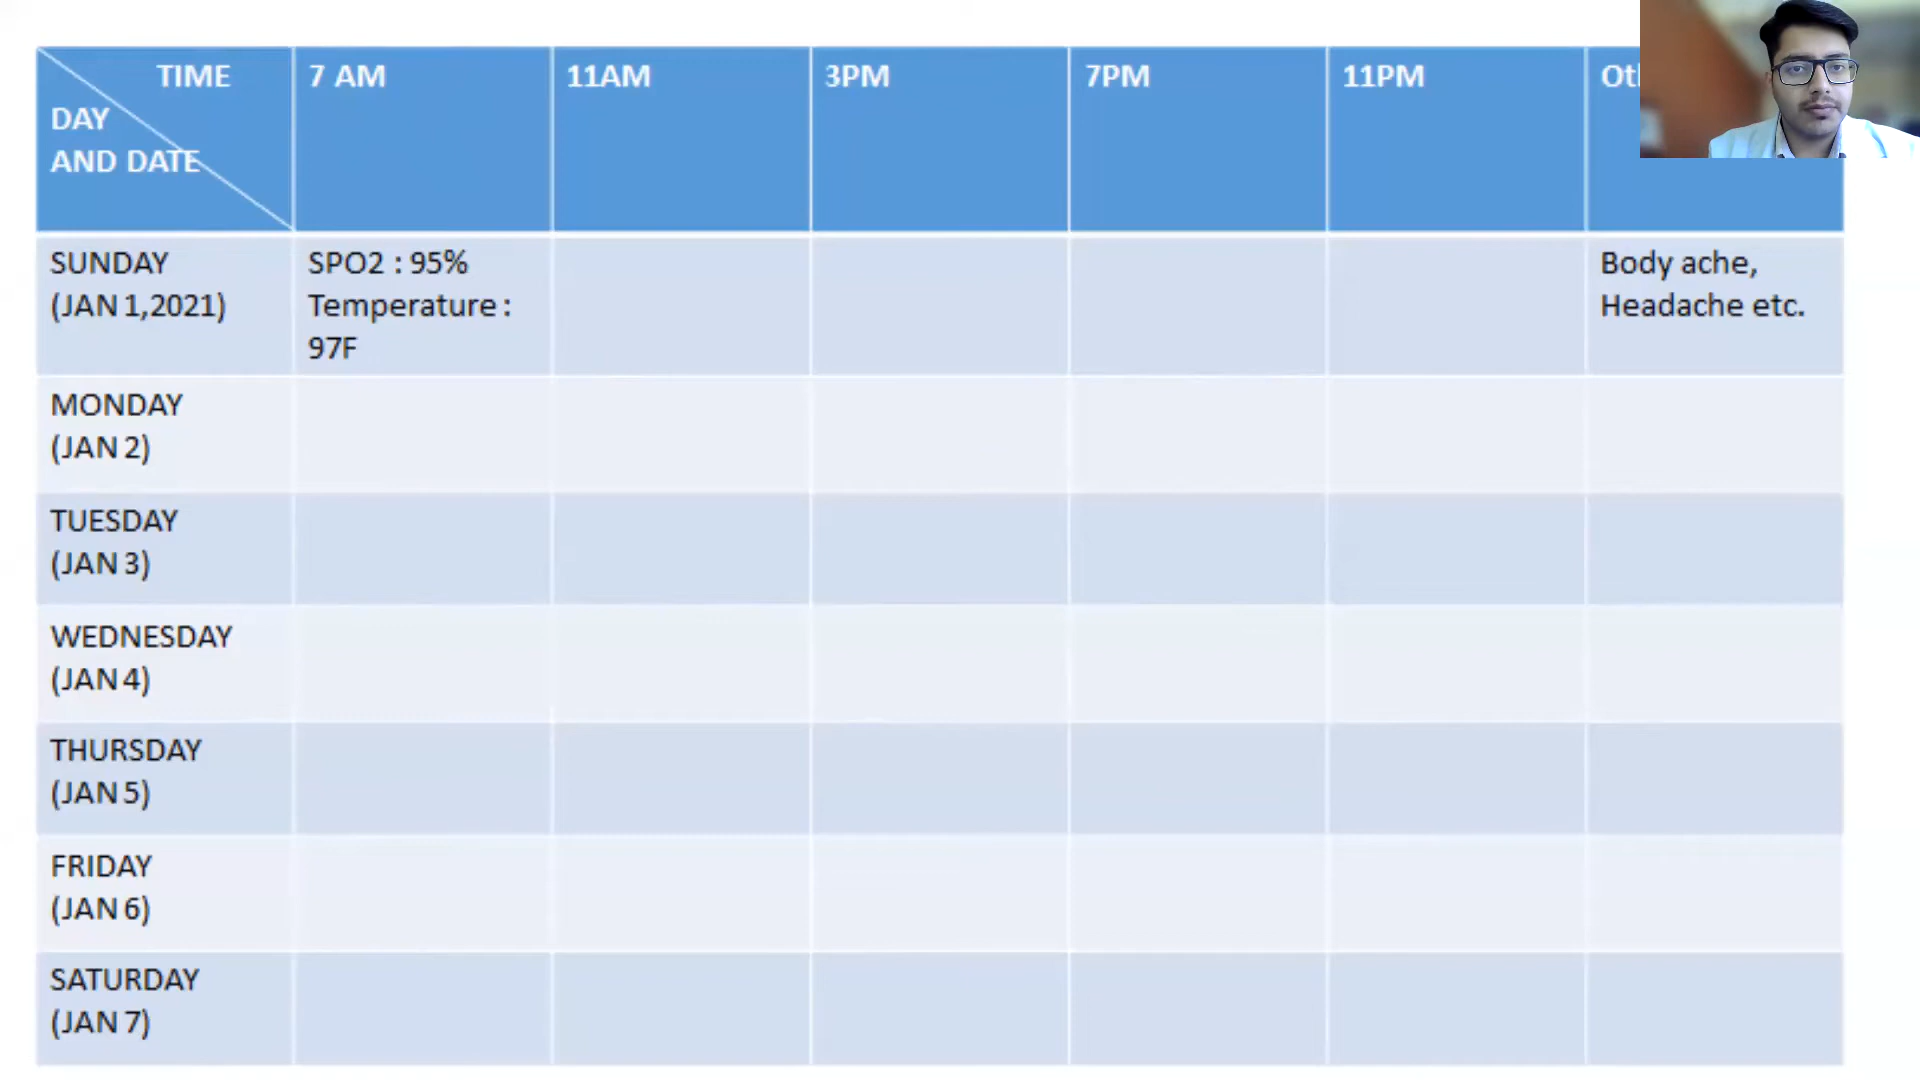 TIME
DAY
AND DATE
7 AM
11AM
3PM
7PM
11PM
SUNDAY
(JAN 1,2021)
SPO2 : 95%
Temperature :
97F
Body ache,
Headache etc.
MONDAY
(JAN 2)
TUESDAY
(JAN 3)
WEDNESDAY
(JAN 4)
THURSDAY
(JAN 5)
FRIDAY
(JAN 6)
SATURDAY
(JAN 7)